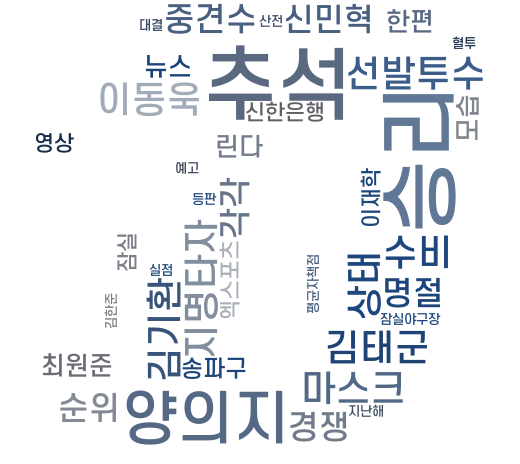 대결
중견수
산전
신민혁
한편
혈투
뉴스
추석
선발투수
이동욱
신한은행
승리
모습
영상
린다
예고
등판
각각
이재학
지명타자
잠실
엑스포츠
상태
수비
실점
평균자책점
명절
김한준
김기환
잠실야구장
송파구
김태군
최원준
마스크
순위
양의지
경쟁
지난해